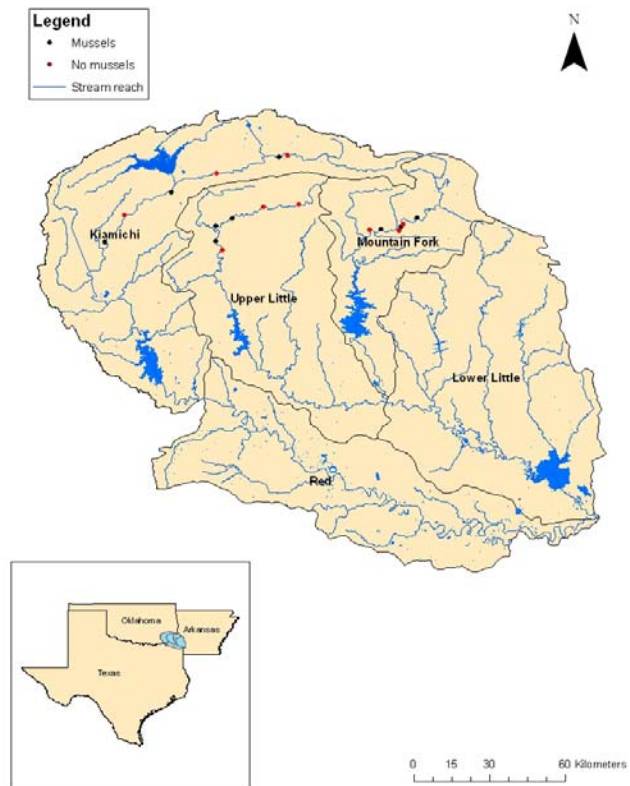 Legend
Mussels
No mussels
Stream reach
N
Kiamichi
Mountain Fork
Upper Little
Lower Little
Red
Oklahoma
Arkansas
Texas
0 15 30 60 Kilometers